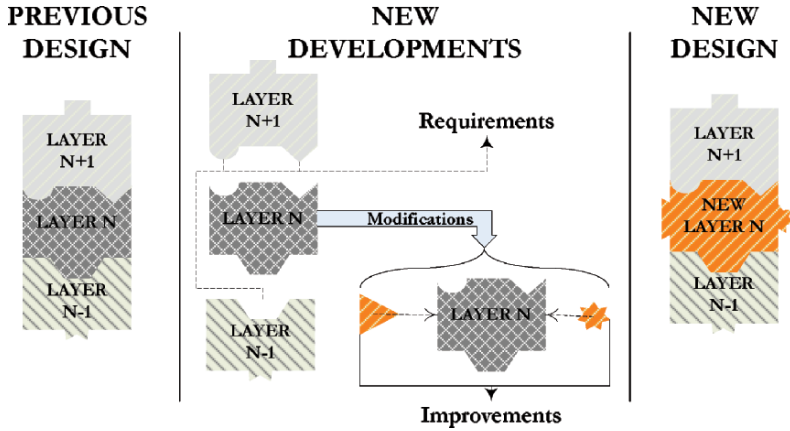 PREVIOUS
DESIGN
LAYER
N+1
LAYER N
LAYER
N-1
NEW
DEVELOPMENTS
LAYER
N+1
Requirements
LAYER N
Modifications
LAYER
N-1
LAYER N
Improvements
NEW
DESIGN
LAYER
N+1
NEW
LAYER N
LAYER
N-1